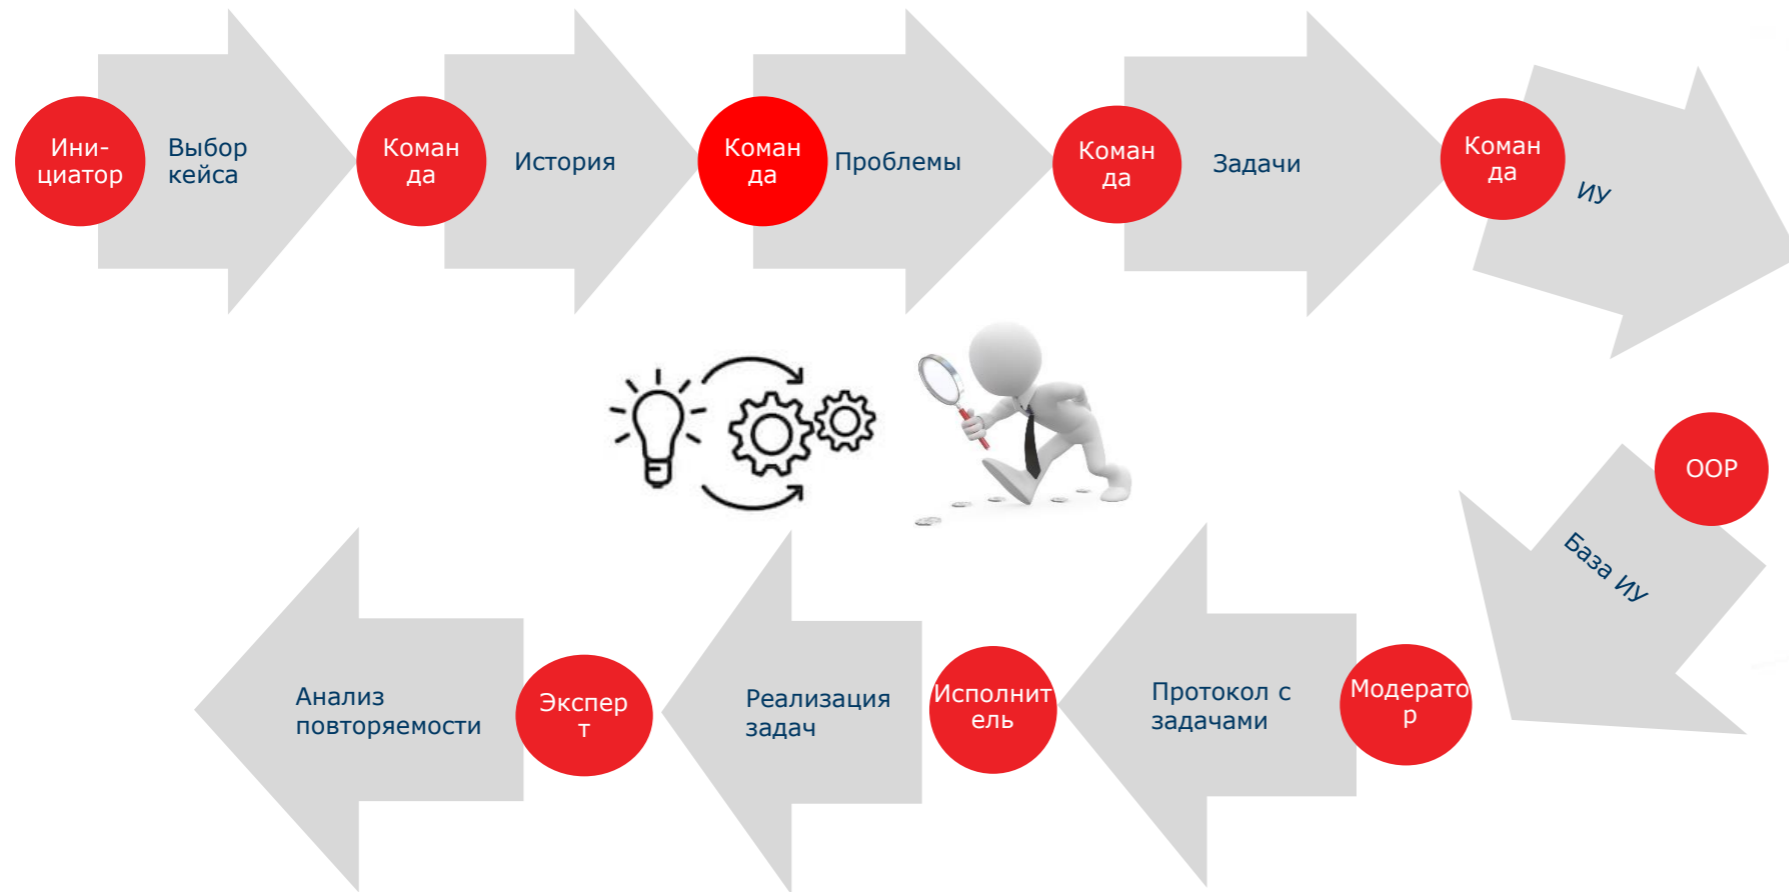 Ини-
циатор
Выбор
кейса
Коман
да
История
Коман
да
Проблемы
Коман
да
Задачи
Коман
да
ИУ
ООР
База ИУ
Модерато
р
Протокол с
задачами
Исполнит
ель
Реализация
задач
Экспер
т
Анализ
повторяемости